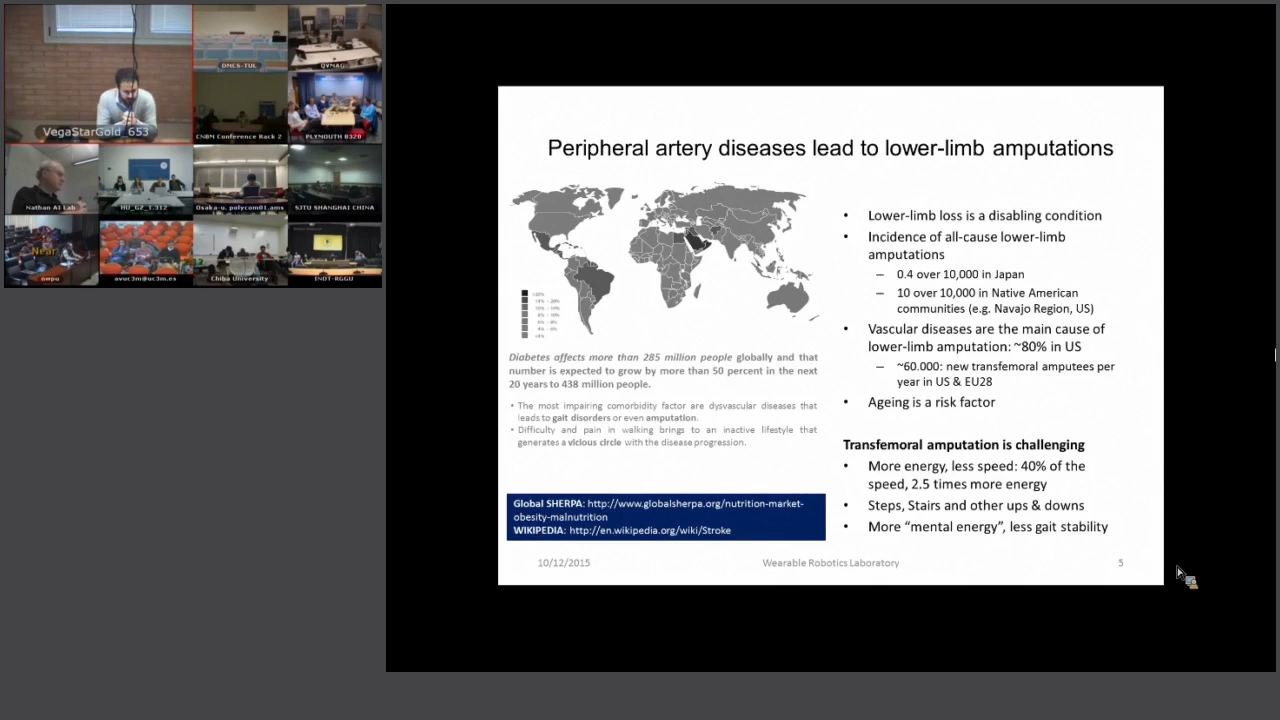 VegaStarGold_653
DMCS-TUL
QVMAG
CNBM Conference Rack 2
PLYMOUTH B320
Nathan AI Lab
HU_GZ_1.312
Osaka-u. polycom01.ams
SJTU SHANGHAI CHINA
Near
ompu
avuc3m@uc3m.es
Chiba University
INOT-RGGU
Peripheral artery diseases lead to lower-limb amputations
Diabetes affects more than 285 million people globally and that
number is expected to grow by more than 50 percent in the next
20 years to 438 million people.
• The most impairing comorbidity factor are dysvascular diseases that
leads to gait disorders or even amputation.
• Difficulty and pain in walking brings to an inactive lifestyle that
generates a vicious circle with the disease progression.
Global SHERPA: http://www.globalsherpa.org/nutrition-market-
obesity-malnutrition
WIKIPEDIA: http://en.wikipedia.org/wiki/Stroke
• Lower-limb loss is a disabling condition
• Incidence of all-cause lower-limb
amputations
– 0.4 over 10,000 in Japan
– 10 over 10,000 in Native American
communities (e.g. Navajo Region, US)
• Vascular diseases are the main cause of
lower-limb amputation: ~80% in US
– ~60.000: new transfemoral amputees per
year in US & EU28
• Ageing is a risk factor
Transfemoral amputation is challenging
• More energy, less speed: 40% of the
speed, 2.5 times more energy
• Steps, Stairs and other ups & downs
• More “mental energy”, less gait stability
10/12/2015
Wearable Robotics Laboratory
5